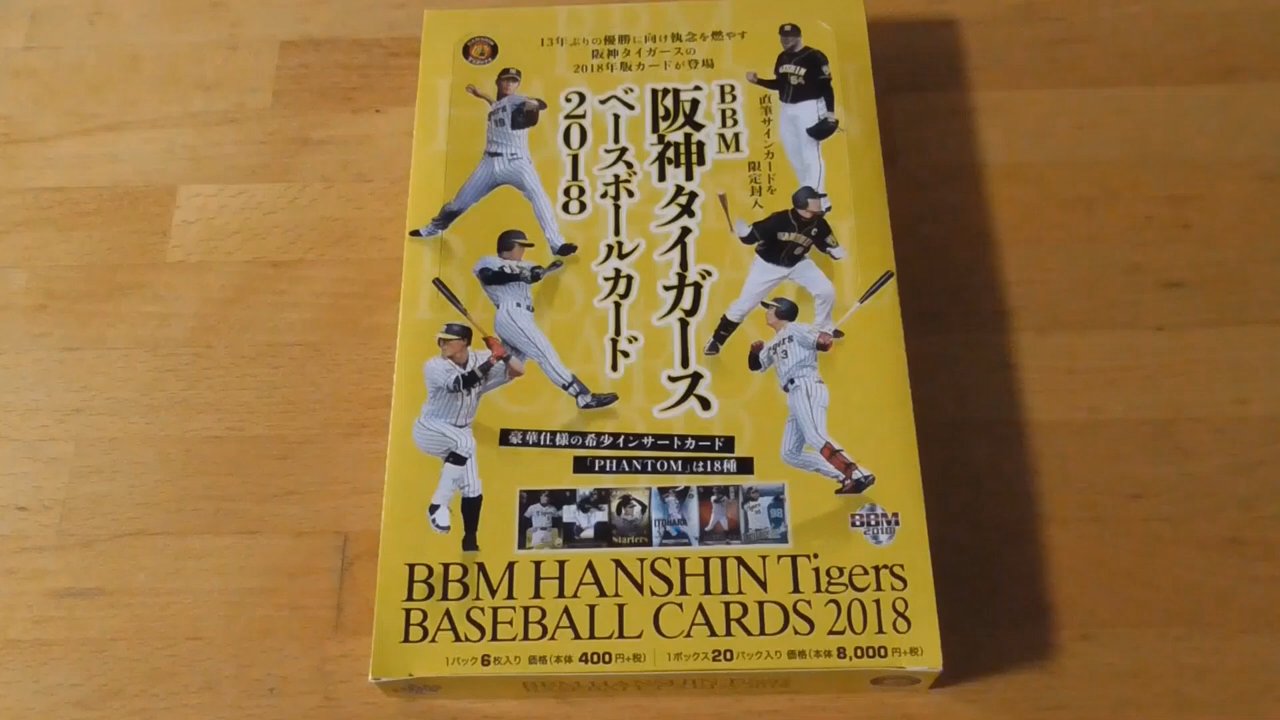 13年ぶりの優勝に向け執念を燃やす
阪神タイガースの
2018年版カードが登場
BBM
阪神タイガース
ベースボールカード
2018
直筆サインカードを
限定封入
豪華仕様の希少インサートカード
「PHANTOM」は18種
Starters
ITOHARA
98
BBM
2018
BBM HANSHIN Tigers
BASEBALL CARDS 2018
1パック6枚入り 価格(本体 400円+税)
1ボックス20パック入り 価格(本体 8,000円+税)